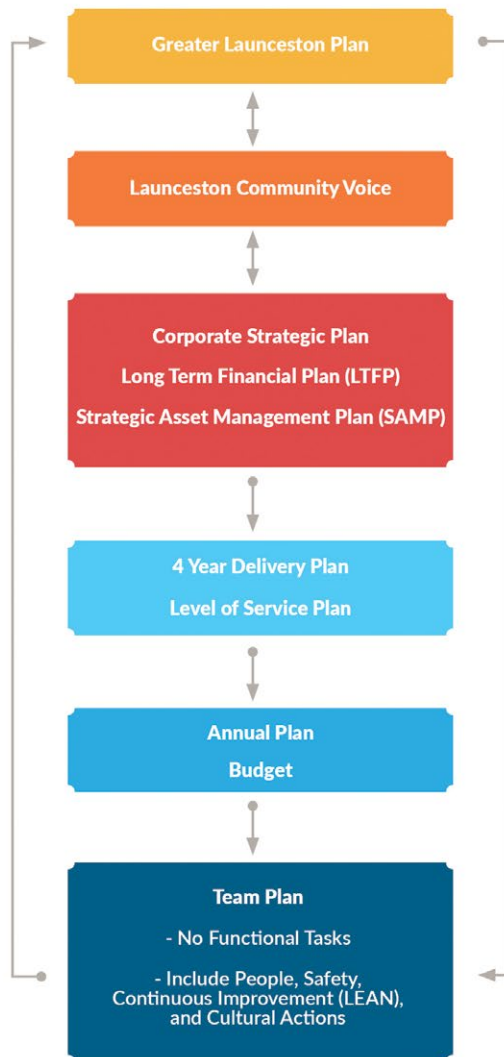 Greater Launceston Plan
Launceston Community Voice
Corporate Strategic Plan
Long Term Financial Plan (LTFP)
Strategic Asset Management Plan (SAMP)
4 Year Delivery Plan
Level of Service Plan
Annual Plan
Budget
Team Plan
- No Functional Tasks
- Include People, Safety,
Continuous Improvement (LEAN),
and Cultural Actions